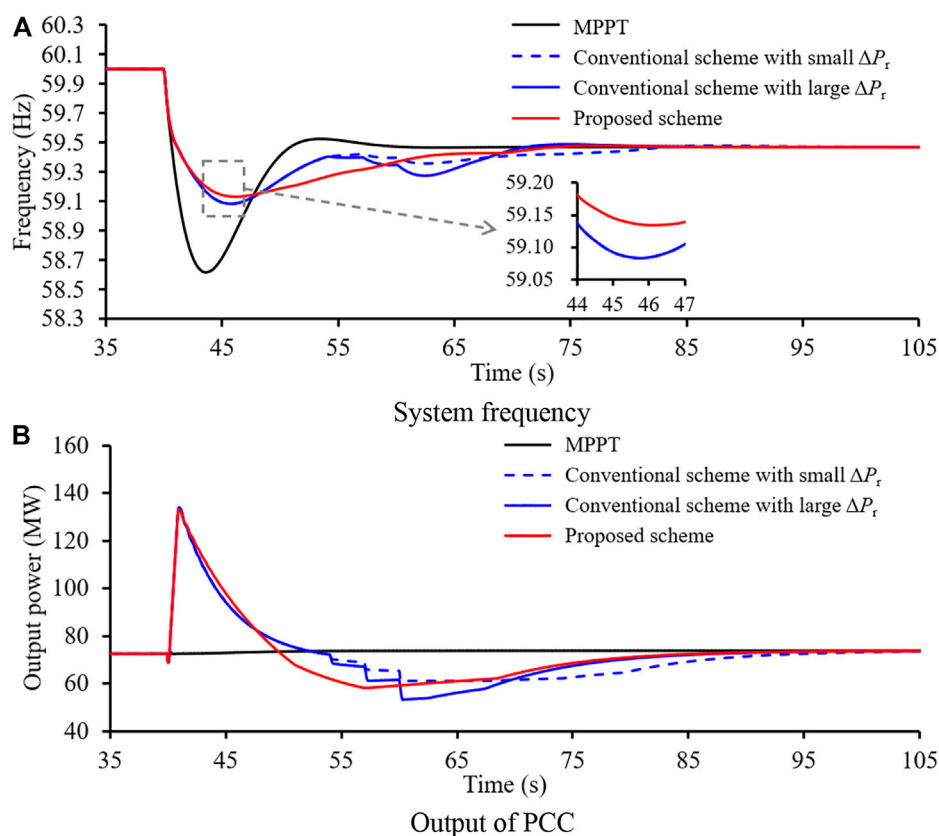 A
60.3
60.1
59.9
59.7
59.5
59.3
59.1
58.9
58.7
58.5
58.3
Frequency (Hz)
MPPT
Conventional scheme with small ΔPr
Conventional scheme with large ΔPr
Proposed scheme
59.20
59.15
59.10
59.05
44 45 46 47
35 45 55 65 75 85 95 105
Time (s)
System frequency
B
160
140
120
100
80
60
40
Output power (MW)
MPPT
Conventional scheme with small ΔPr
Conventional scheme with large ΔPr
Proposed scheme
35 45 55 65 75 85 95 105
Time (s)
Output of PCC